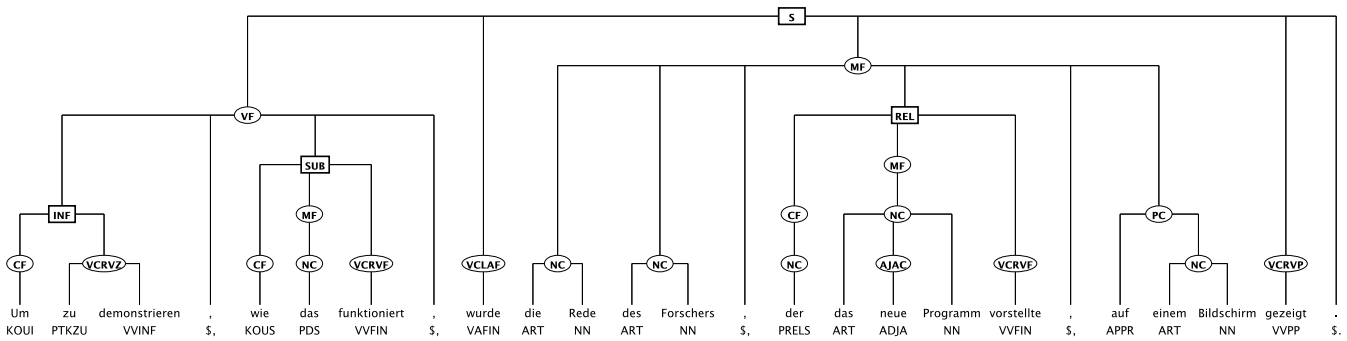 S
MF
VF REL
SUB MF
INF MF CF NC PC
CF VCRVZ CF NC VCRVF VCLAF NC NC NC AJAC VCRVF NC VCRVP
Um zu demonstrieren , wie das funktioniert , wurde die Rede des Forschers , der das neue Programm vorstellte , auf einem Bildschirm gezeigt .
KOUI PTKZU VVINF $, KOUS PDS VVFIN $, VAFIN ART NN ART NN $, PRELS ART ADJA NN VVFIN $, APPR ART NN VVPP $.